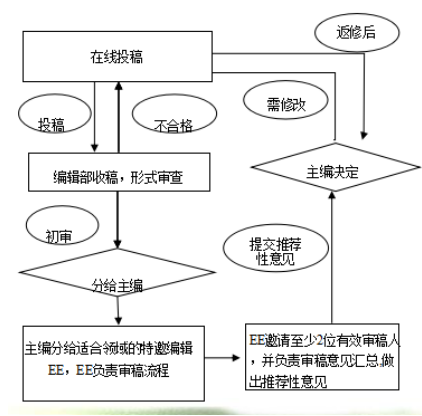 返修后
在线投稿
需修改
投稿
不合格
主编决定
编辑部收稿，形式审查
初审
提交推荐
性意见
分给主编
主编分给适合领域的特邀编辑
EE，EE负责审稿流程
EE邀请至少2位有效审稿人
，并负责审稿意见汇总,做
出推荐性意见